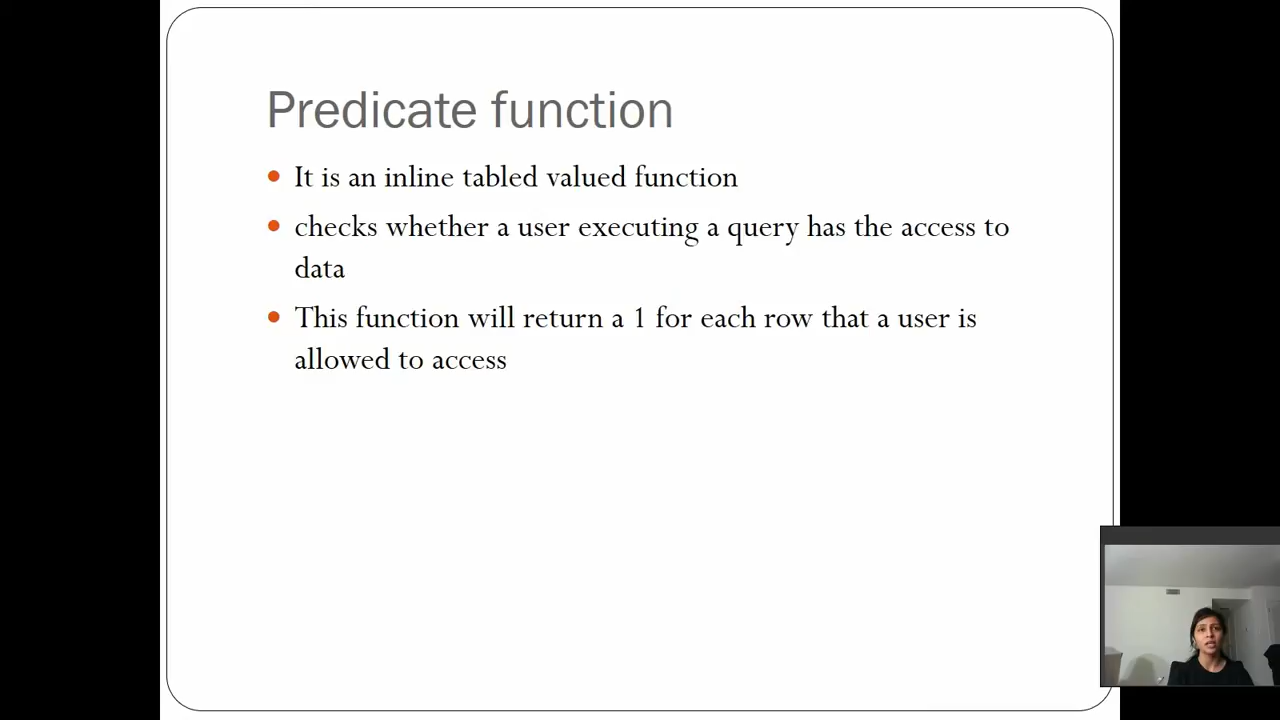 Predicate function
It is an inline tabled valued function
checks whether a user executing a query has the access to
data
This function will return a 1 for each row that a user is
allowed to access